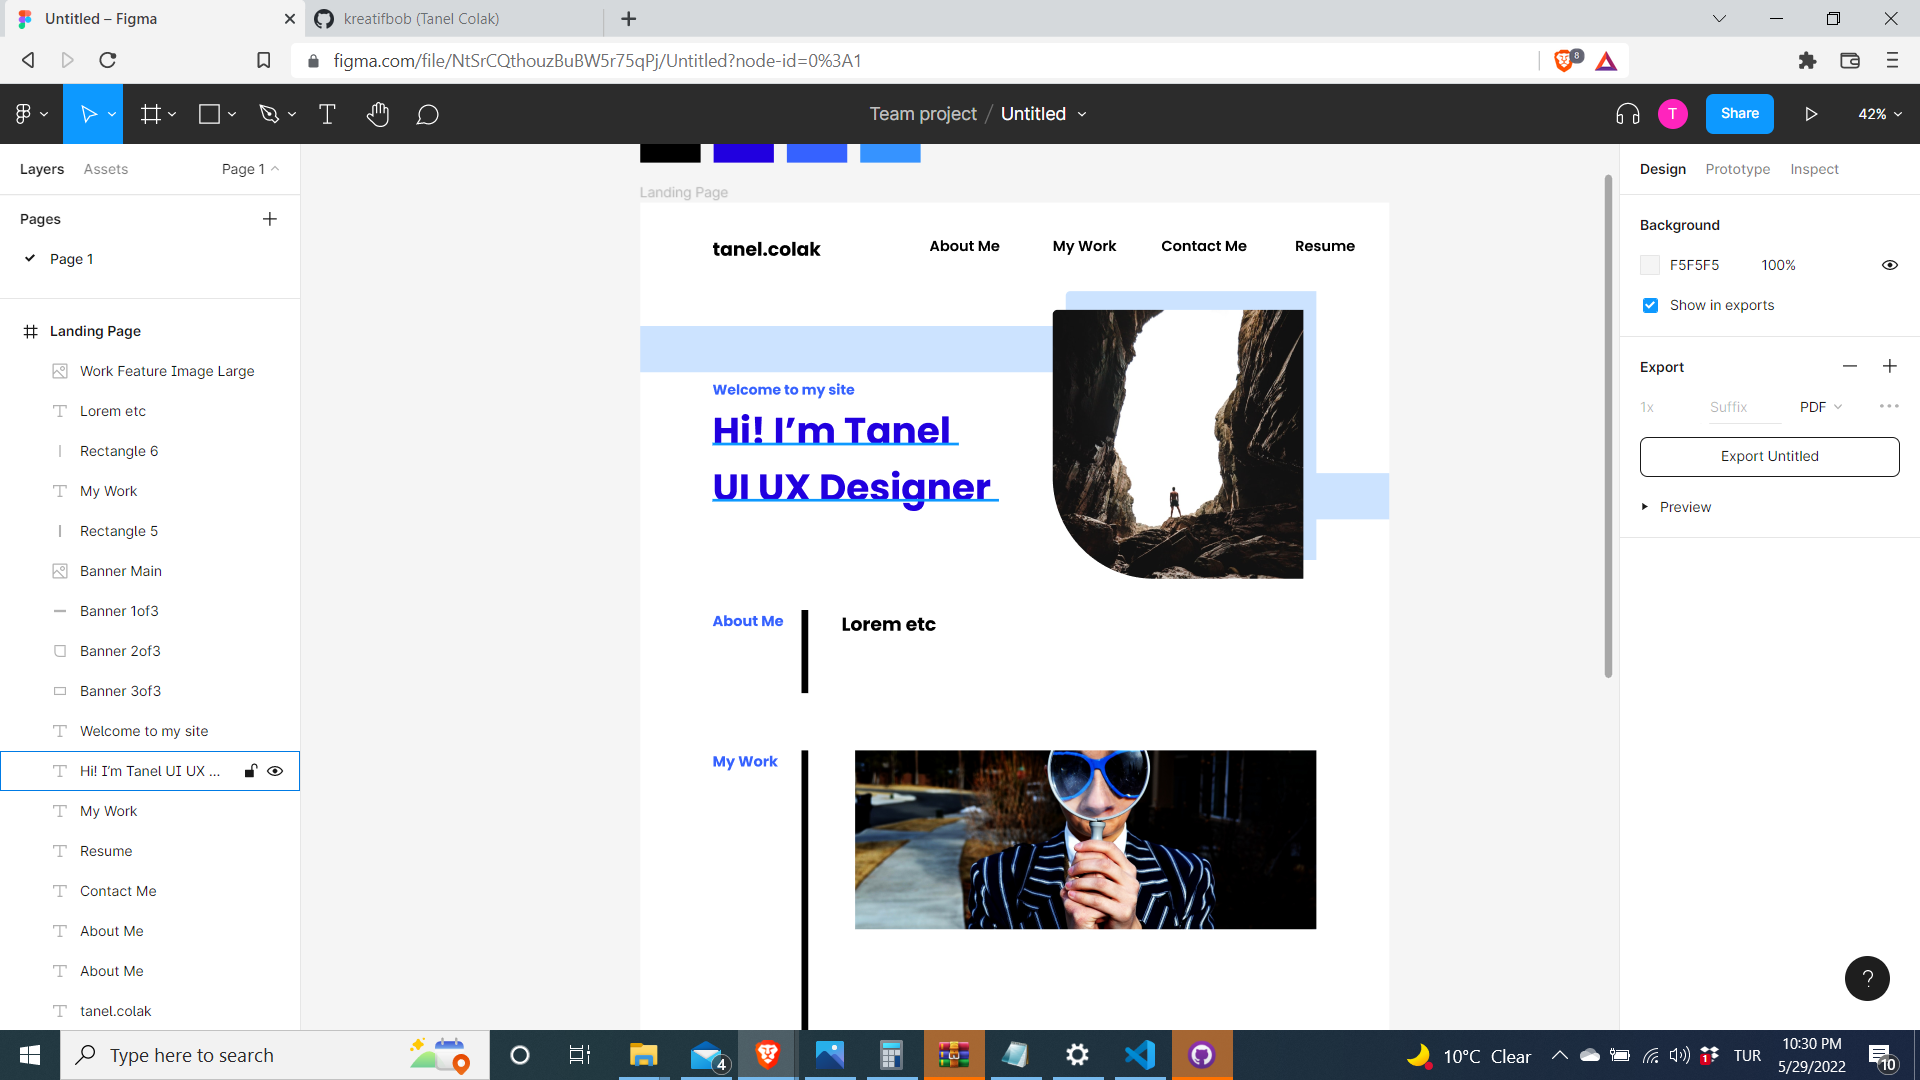 Untitled – Figma
kreatifbob (Tanel Colak)
figma.com/file/NtSrCQthouzBuBW5r75qPj/Untitled?node-id=0%3A1
8
Team project / Untitled
T
Share
42%
Layers
Assets
Page 1
Pages
Page 1
Landing Page
Work Feature Image Large
Lorem etc
Rectangle 6
My Work
Rectangle 5
Banner Main
Banner 1of3
Banner 2of3
Banner 3of3
Welcome to my site
Hi! I'm Tanel UI UX ...
My Work
Resume
Contact Me
About Me
About Me
tanel.colak
Landing Page
tanel.colak
About Me
My Work
Contact Me
Resume
Welcome to my site
Hi! I’m Tanel
UI UX Designer
About Me
Lorem etc
My Work
Design
Prototype
Inspect
Background
F5F5F5
100%
Show in exports
Export
1x
Suffix
PDF
Export Untitled
Preview
?
Type here to search
4
10°C Clear
1
TUR
10:30 PM
5/29/2022
10